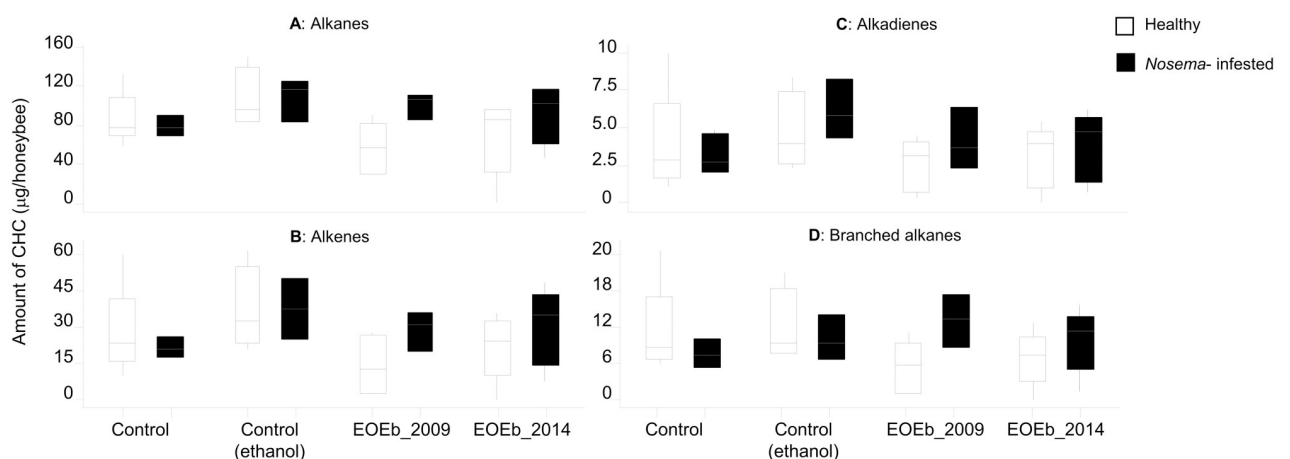 A: Alkanes
160
120
80
40
0
C: Alkadienes
10
7.5
5.0
2.5
0
Healthy
Nosema- infested
Amount of CHC (µg/honeybee)
B: Alkenes
60
45
30
15
0
Control
Control
(ethanol)
EOEb_2009
EOEb_2014
D: Branched alkanes
20
18
12
6
0
Control
Control
(ethanol)
EOEb_2009
EOEb_2014